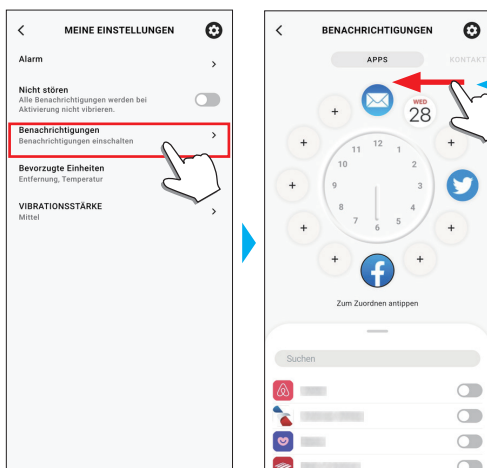 MEINE EINSTELLUNGEN
Alarm
Nicht stören
Alle Benachrichtigungen werden bei
Aktivierung nicht vibrieren.
Benachrichtigungen
Benachrichtigungen einschalten
Bevorzugte Einheiten
Entfernung, Temperatur
VIBRATIONSSTÄRKE
Mittel
BENACHRICHTIGUNGEN
APPS
KONTAKT
WED
28
12
1
2
3
4
5
6
7
8
9
10
11
Zum Zuordnen antippen
Suchen